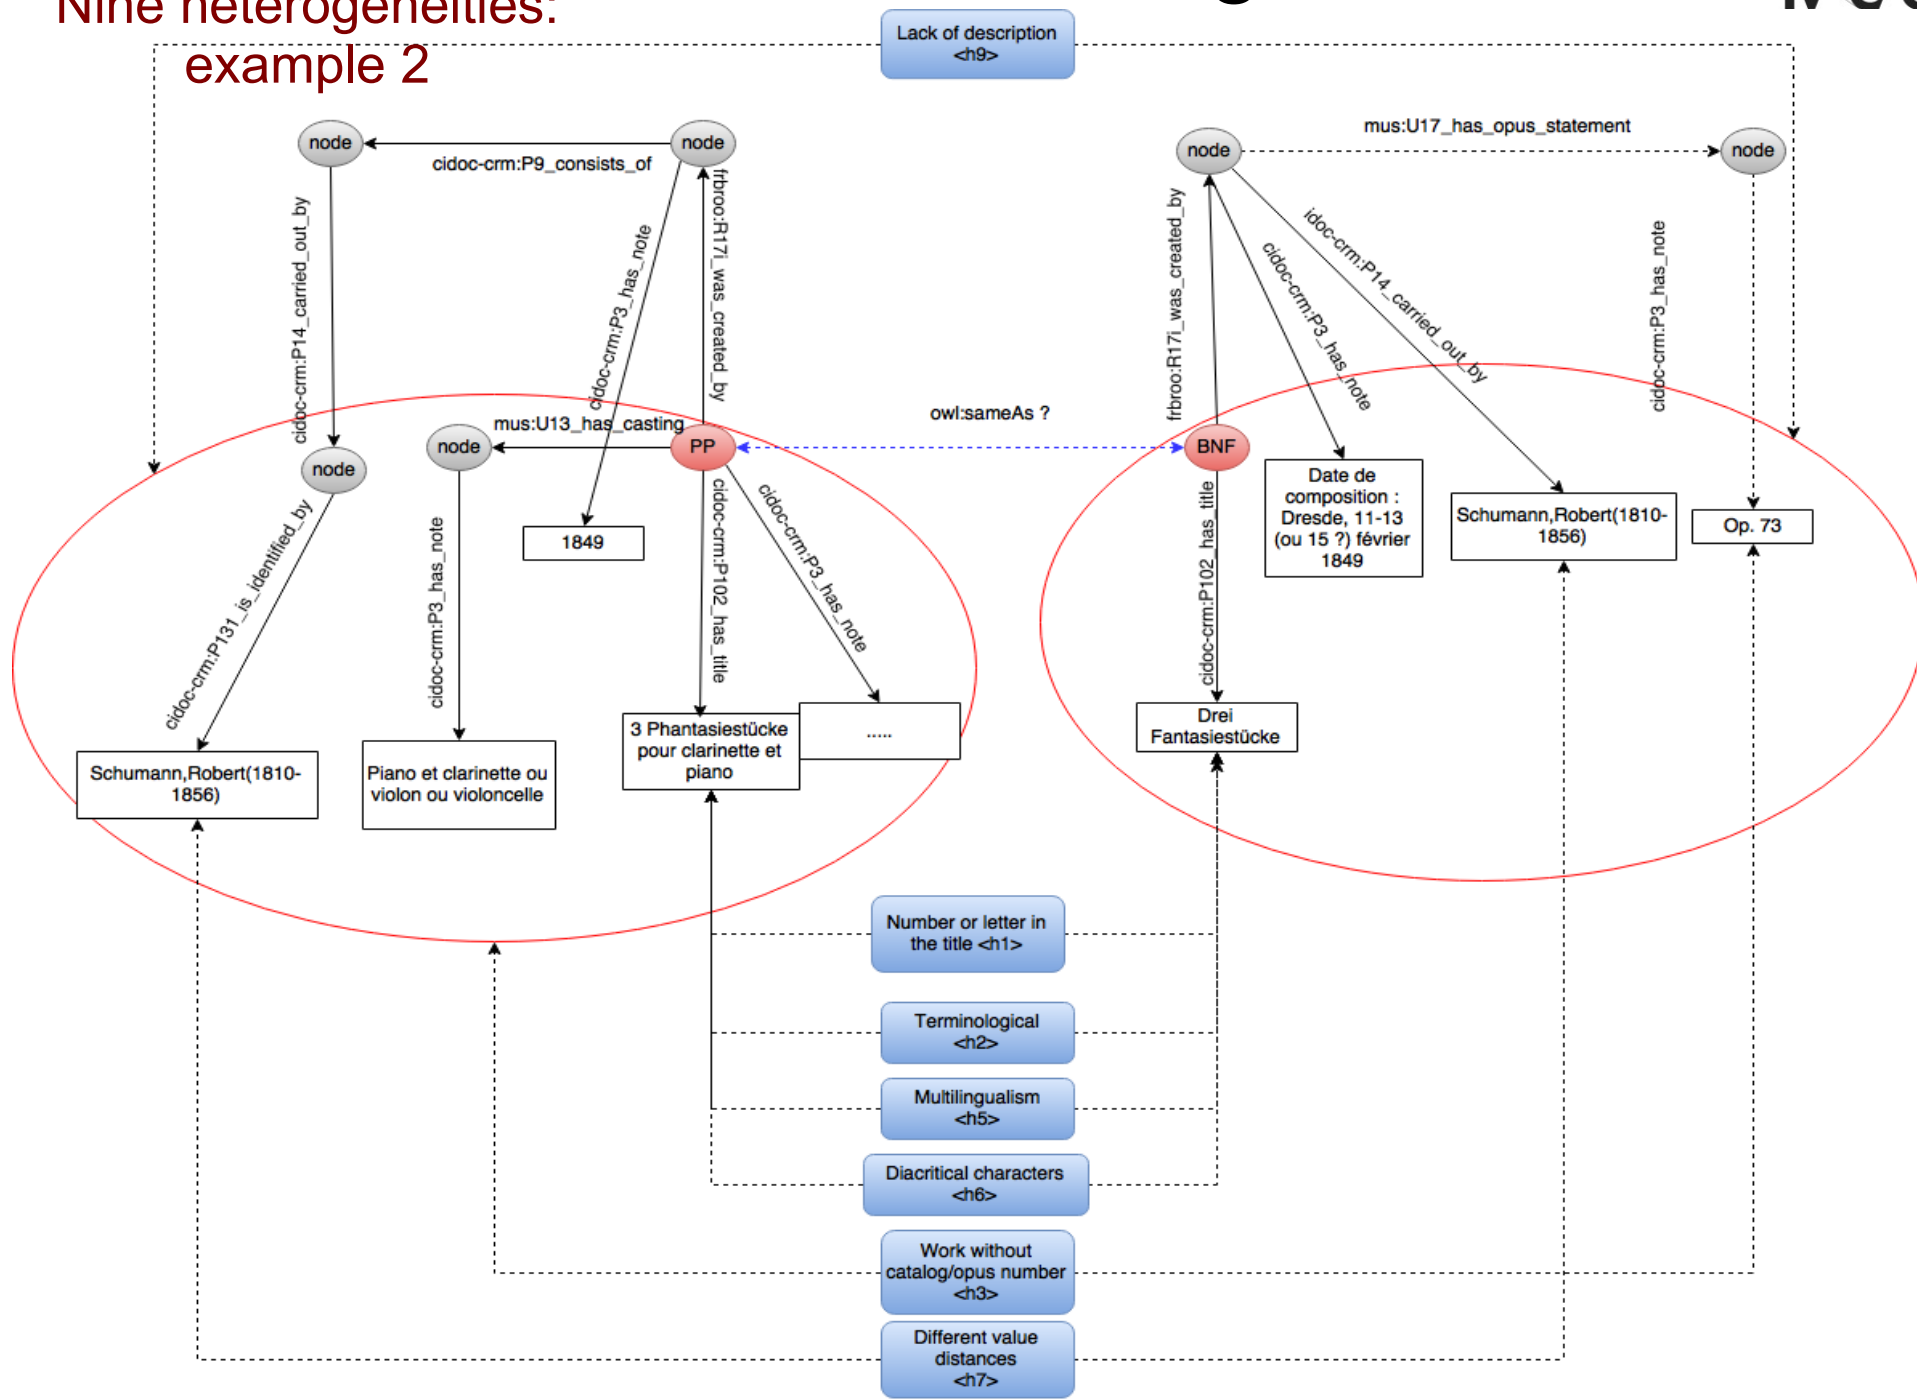 Nine heterogeneities:
example 2
Lack of description
<h9>
node
node
cidoc-crm:P9_consists_of
node
mus:U17_has_opus_statement
node
cidoc-crm:P14_carried_out_by
cidoc-crm:P3_has_note
frbroo:R17i_was_created_by
frbroo:R17i_was_created_by
cidoc-crm:P3_has_note
idoc-crm:P14_carried_out_by
cidoc-crm:P3_has_note
mus:U13_has_casting
owl:sameAs ?
node
node
PP
BNF
1849
Date de
composition :
Dresde, 11-13
(ou 15 ?) février
1849
Schumann,Robert(1810-
1856)
Op. 73
cidoc-crm:P131_is_identified_by
cidoc-crm:P3_has_note
cidoc-crm:P102_has_title
cidoc-crm:P3_has_note
cidoc-crm:P102_has_title
Schumann,Robert(1810-
1856)
Piano et clarinette ou
violon ou violoncelle
3 Phantasiestücke
pour clarinette et
piano
.....
Drei
Fantasiestücke
Number or letter in
the title <h1>
Terminological
<h2>
Multilingualism
<h5>
Diacritical characters
<h6>
Work without
catalog/opus number
<h3>
Different value
distances
<h7>